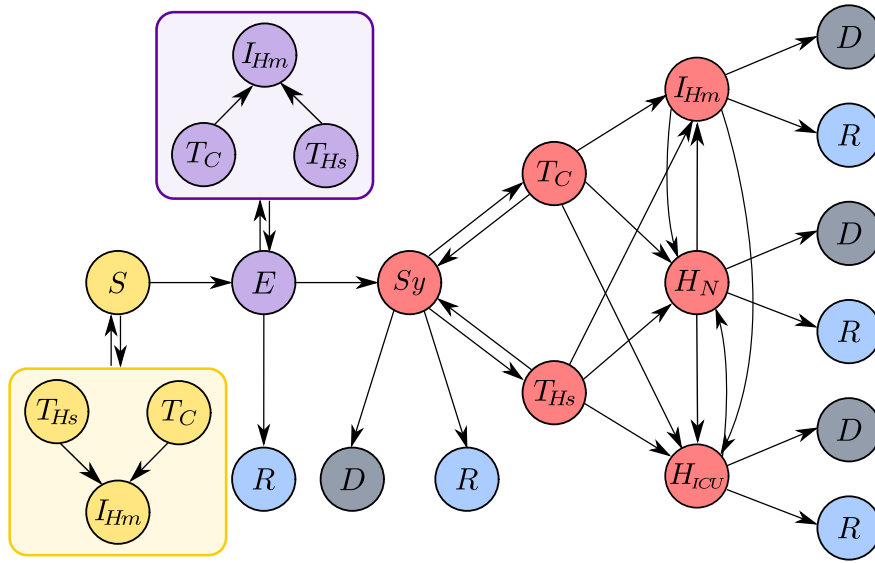 D
I_Hm
I_Hm
R
T_C
T_Hs
T_C
D
S
E
Sy
H_N
R
T_Hs
T_Hs
T_C
D
R
D
R
H_ICU
I_Hm
R